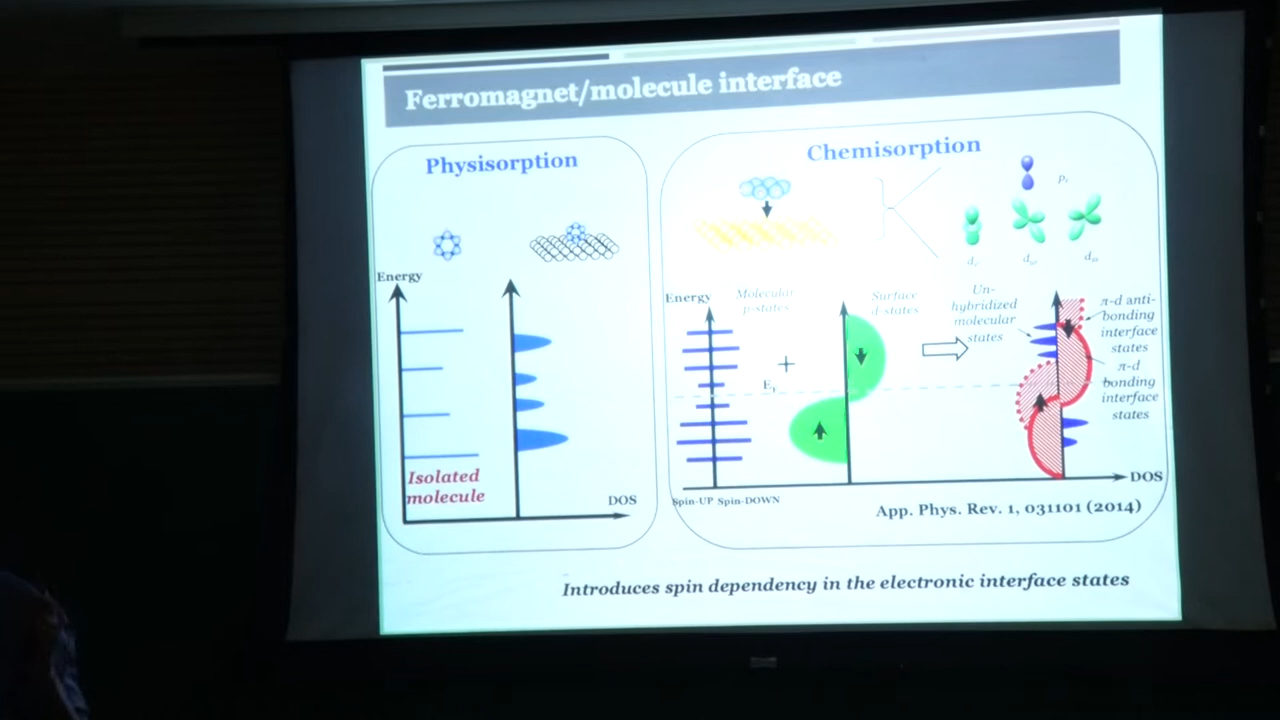 Ferromagnet/molecule interface
Physisorption
Energy
Isolated
molecule
DOS
Chemisorption
Energy
Molecular
p-states
+
Surface
d-states
Un-
hybridized
molecular
states
π-d anti-
bonding
interface
states
π-d
bonding
interface
states
DOS
Spin-UP Spin-DOWN
App. Phys. Rev. 1, 031101 (2014)
Introduces spin dependency in the electronic interface states